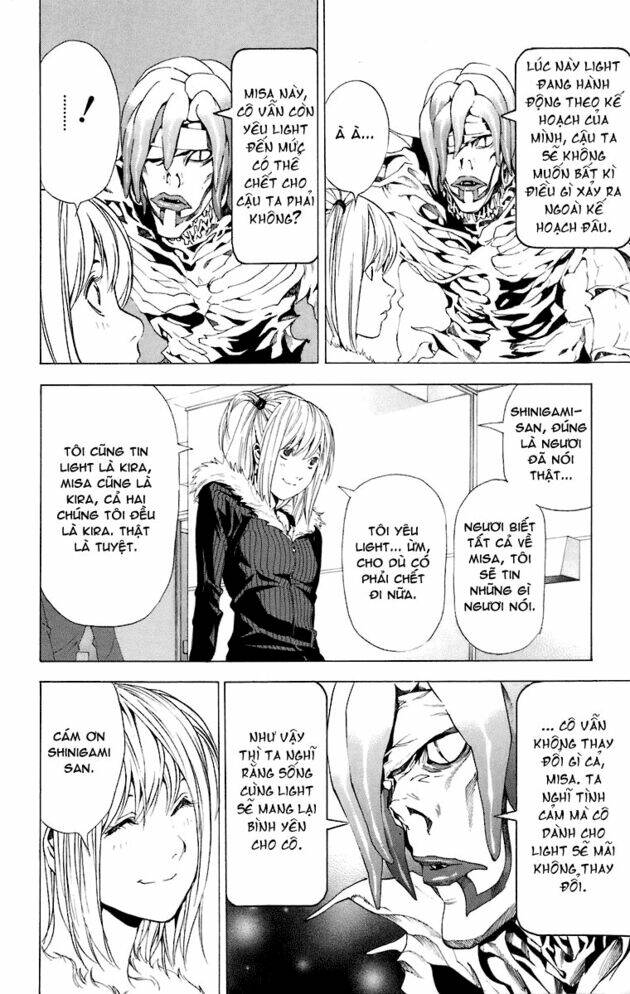 LÚC NÀY LIGHT
ĐANG HÀNH
ĐỘNG THEO KẾ
HOẠCH CỦA
MÌNH, CẬU TA
SẼ KHÔNG
MUỐN BẤT KÌ
ĐIỀU GÌ XẢY RA
NGOÀI KẾ
HOẠCH ĐÂU.
À À...
MISA NÀY,
CÔ VẪN CÒN
YÊU LIGHT
ĐẾN MỨC
CÓ THỂ
CHẾT CHO
CẬU TA PHẢI
KHÔNG?
......!
SHINIGAMI-
SAN, ĐÚNG
LÀ NGƯƠI
ĐÃ NÓI
THẬT...
NGƯƠI BIẾT
TẤT CẢ VỀ
MISA, TÔI
SẼ TIN
NHỮNG GÌ
NGƯƠI NÓI.
TÔI YÊU
LIGHT... ỪM,
CHO DÙ CÓ
PHẢI CHẾT
ĐI NỮA.
TÔI CŨNG TIN
LIGHT LÀ KIRA,
MISA CŨNG LÀ
KIRA, CẢ HAI
CHÚNG TÔI ĐỀU
LÀ KIRA. THẬT
LÀ TUYỆT.
... CÔ VẪN
KHÔNG THAY
ĐỔI GÌ CẢ,
MISA. TA
NGHĨ TÌNH
CẢM MÀ CÔ
DÀNH CHO
LIGHT SẼ MÃI
KHÔNG THAY
ĐỔI.
NHƯ VẬY
THÌ TA NGHĨ
RẰNG SỐNG
CÙNG LIGHT
SẼ MANG LẠI
BÌNH YÊN
CHO CÔ.
CÁM ƠN
SHINIGAMI
SAN.